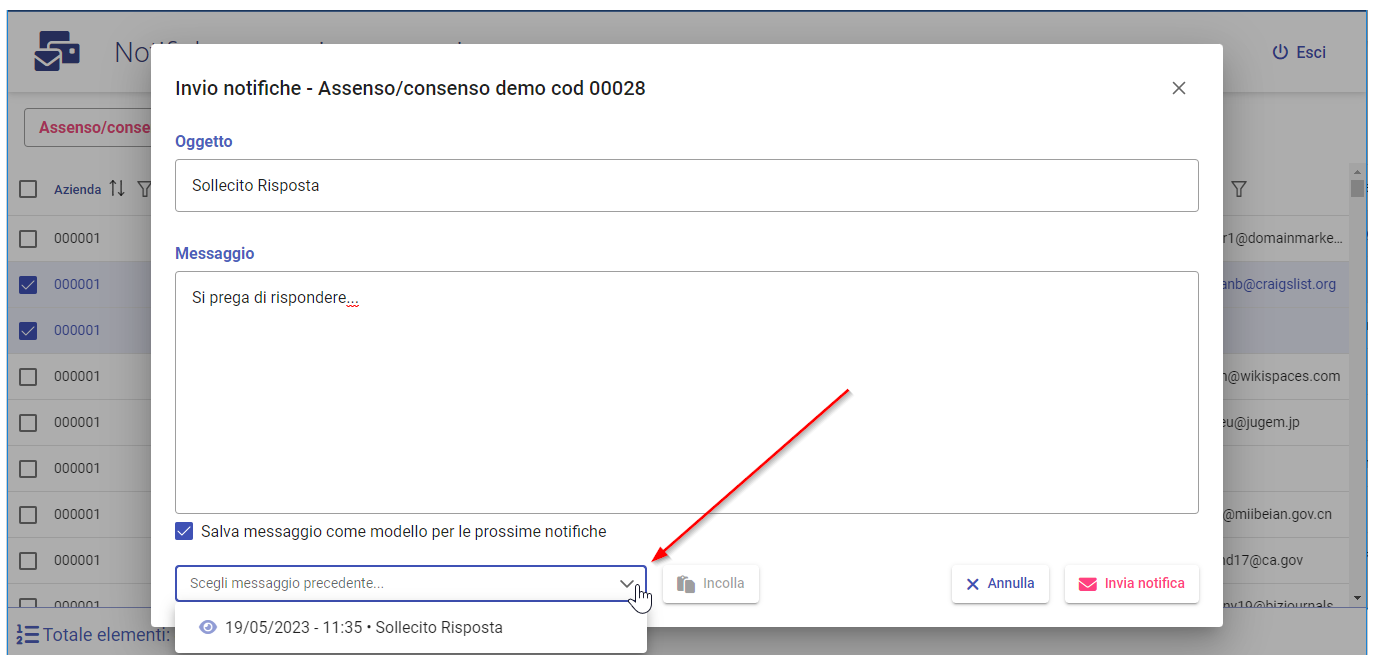 Esci
Invio notifiche - Assenso/consenso demo cod 00028
Assenso/conse
Oggetto
Sollecito Risposta
Azienda
Messaggio
000001
r1@domainmarke...
Si prega di rispondere...
000001
anb@craigslist.org
000001
000001
@wikispaces.com
000001
eu@jugem.jp
000001
000001
@miibeian.gov.cn
Salva messaggio come modello per le prossime notifiche
000001
d17@ca.gov
Scegli messaggio precedente...
Incolla
Annulla
Invia notifica
000001
19/05/2023 - 11:35 • Sollecito Risposta
Totale elementi: